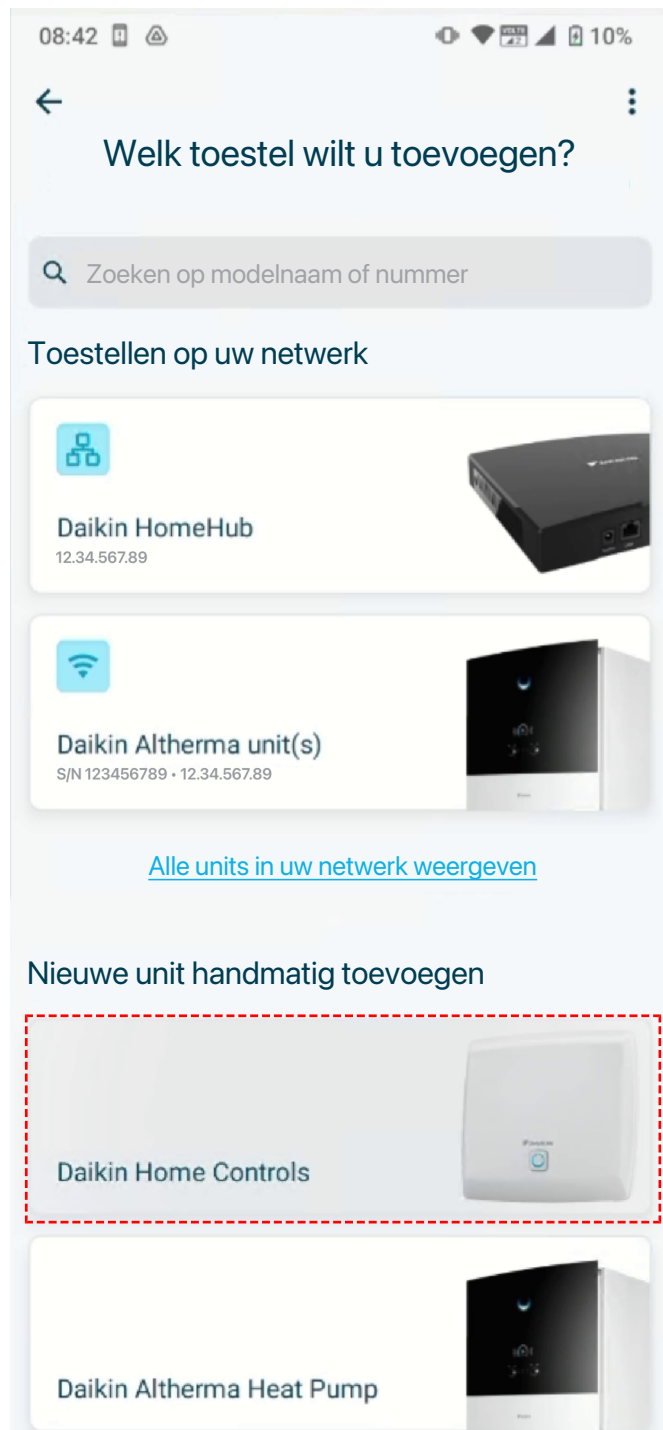 08:42
10%
Welk toestel wilt u toevoegen?
Zoeken op modelnaam of nummer
Toestellen op uw netwerk
Daikin HomeHub
12.34.567.89
Daikin Altherma unit(s)
S/N 123456789 • 12.34.567.89
Alle units in uw netwerk weergeven
Nieuwe unit handmatig toevoegen
DAIKIN
Daikin Home Controls
Daikin Altherma Heat Pump